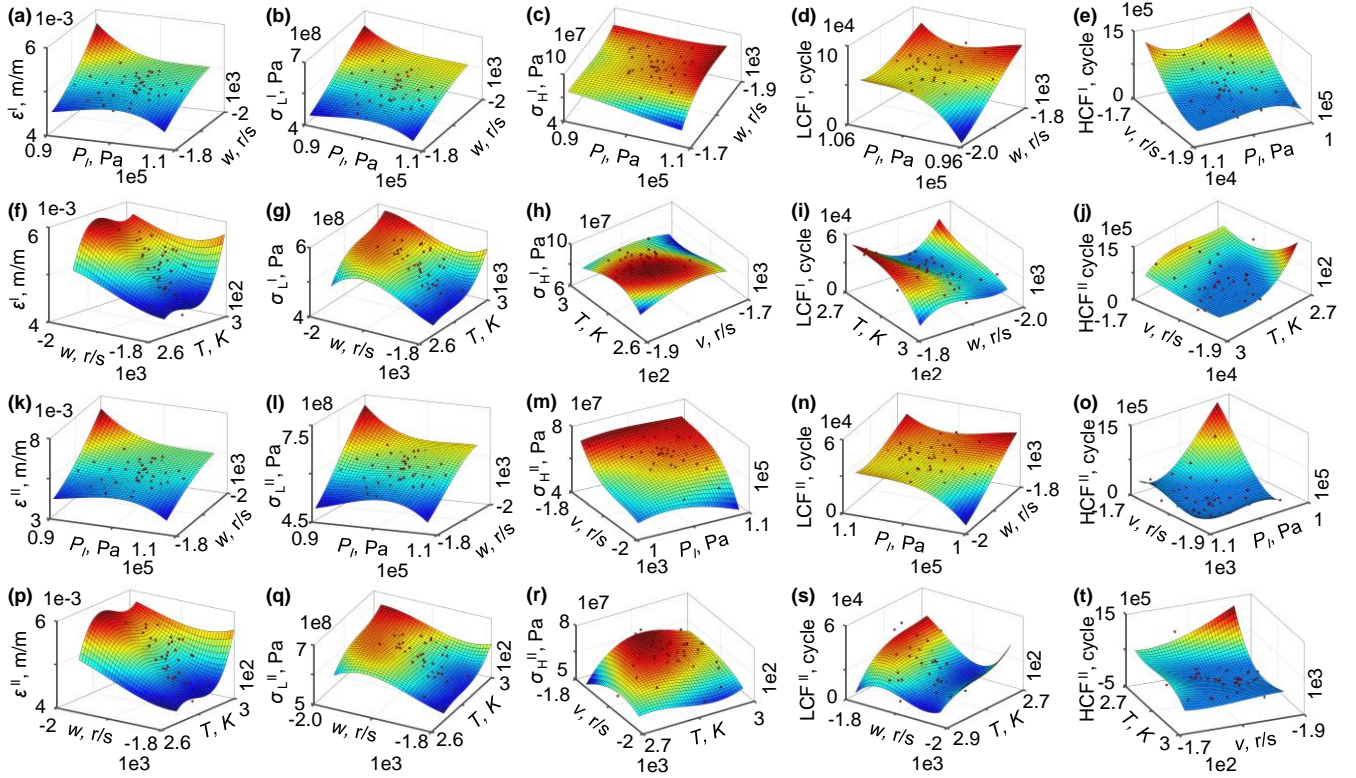 (a) 1e-3
6
ε^I, m/m
4
0.9
P_I, Pa
1.1
1e5
-1.8
w, r/s
-2
1e3
(b) 1e8
7
σ_L^I, Pa
4
0.9
P_I, Pa
1.1
1e5
-1.8
w, r/s
-2
1e3
(c) 10e7
10
σ_H^I, Pa
4
0.9
P_I, Pa
1.1
1e5
-1.7
w, r/s
-1.9
1e3
(d) 1e4
10
LCF^I, cycle
0
1.06
P_I, Pa
0.96
1e5
-2.0
w, r/s
-1.8
1e3
(e) 15 1e5
HCF^I, cycle
0
-1.7
v, r/s
-1.9
1e4
1.1
P_I, Pa
1
1e5
(f) 1e-3
6
ε^I, m/m
4
-2
w, r/s
-1.8
1e3
2.6
T, K
3
1e2
(g) 1e8
6
σ_L^I, Pa
4
-2
w, r/s
-1.8
1e3
2.6
T, K
3
1e2
(h) 1e7
10
σ_H^I, Pa
6
3
T, K
2.6
1e2
-1.9
v, r/s
-1.7
1e3
(i) 1e4
6
LCF^I, cycle
0
2.7
T, K
3
1e2
-1.8
w, r/s
-2.0
1e3
(j) 1e5
15
HCF^II, cycle
0
-1.7
v, r/s
-1.9
1e4
3
T, K
2.7
1e2
(k) 1e-3
8
ε^II, m/m
3
0.9
P_I, Pa
1.1
1e5
-1.8
w, r/s
-2
1e3
(l) 1e8
7.5
σ_L^II, Pa
4.5
0.9
P_I, Pa
1.1
1e5
-1.8
w, r/s
-2
1e3
(m) 1e7
8
σ_H^II, Pa
4
-1.8
v, r/s
-2
1e3
1
P_I, Pa
1.1
1e5
(n) 1e4
6
LCF^II, cycle
0
1.1
P_I, Pa
1
1e5
-2
w, r/s
-1.8
1e3
(o) 1e5
15
HCF^II, cycle
0
-1.7
v, r/s
-1.9
1e3
1.1
P_I, Pa
1
1e5
(p) 1e-3
6
ε^II, m/m
4
-2
w, r/s
-1.8
1e3
2.6
T, K
3
1e2
(q) 1e8
7
σ_L^II, Pa
5
-2.0
w, r/s
-1.8
1e3
2.6
T, K
3
1e2
(r) 1e7
8
σ_H^II, Pa
5
-1.8
v, r/s
-2
1e3
2.7
T, K
3
1e2
(s) 1e4
6
LCF^II, cycle
0
-1.8
w, r/s
-2
1e3
2.9
T, K
2.7
1e2
(t) 1e5
15
HCF^II, cycle
-5
2.7
T, K
3
1e2
-1.7
v, r/s
-1.9
1e3